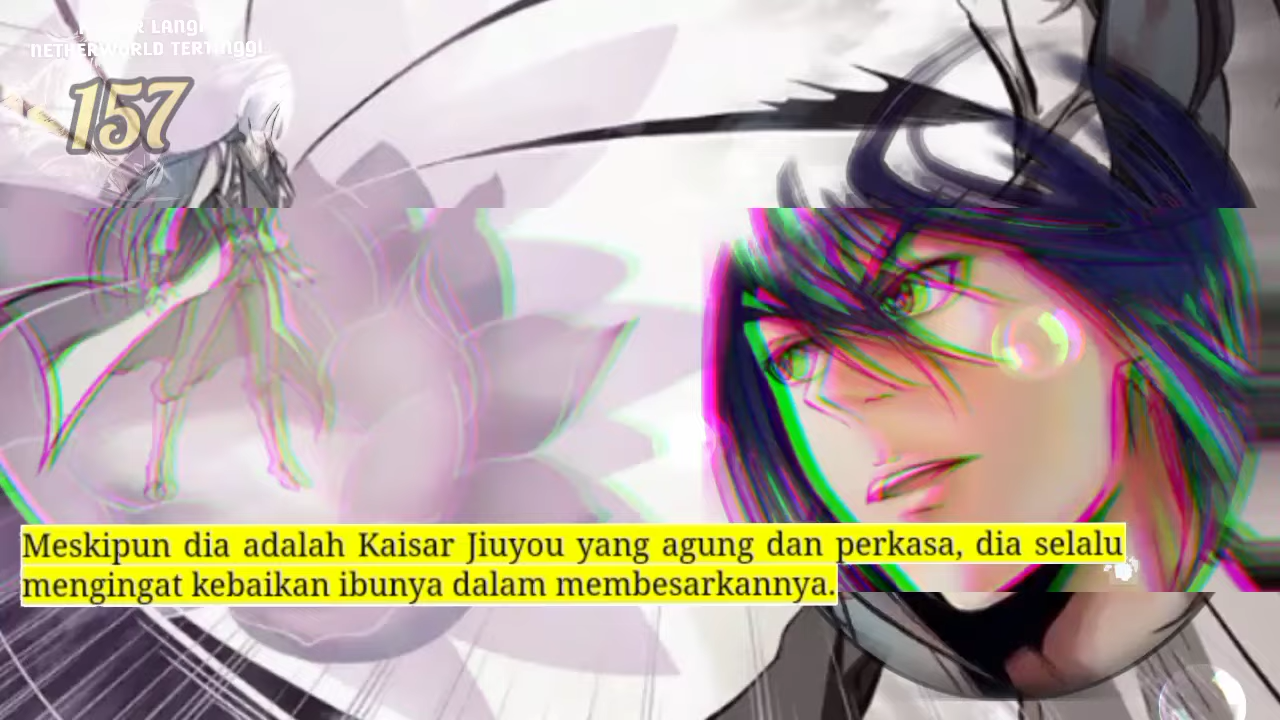 LANGI
NETHERWORLD TERTINGGI
157
Meskipun dia adalah Kaisar Jiuyou yang agung dan perkasa, dia selalu
mengingat kebaikan ibunya dalam membesarkannya.